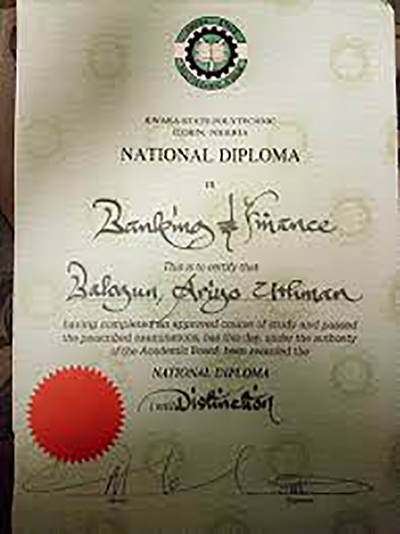 KWARA STATE POLYTECHNIC
ILORIN, NIGERIA
NATIONAL DIPLOMA
IN
Banking & Finance
This is to certify that
Balogun, Ariyo Uthman
having completed an approved course of study and passed
the prescribed examinations, has this day, under the authority
of the Academic Board, been awarded the
NATIONAL DIPLOMA
Distinction